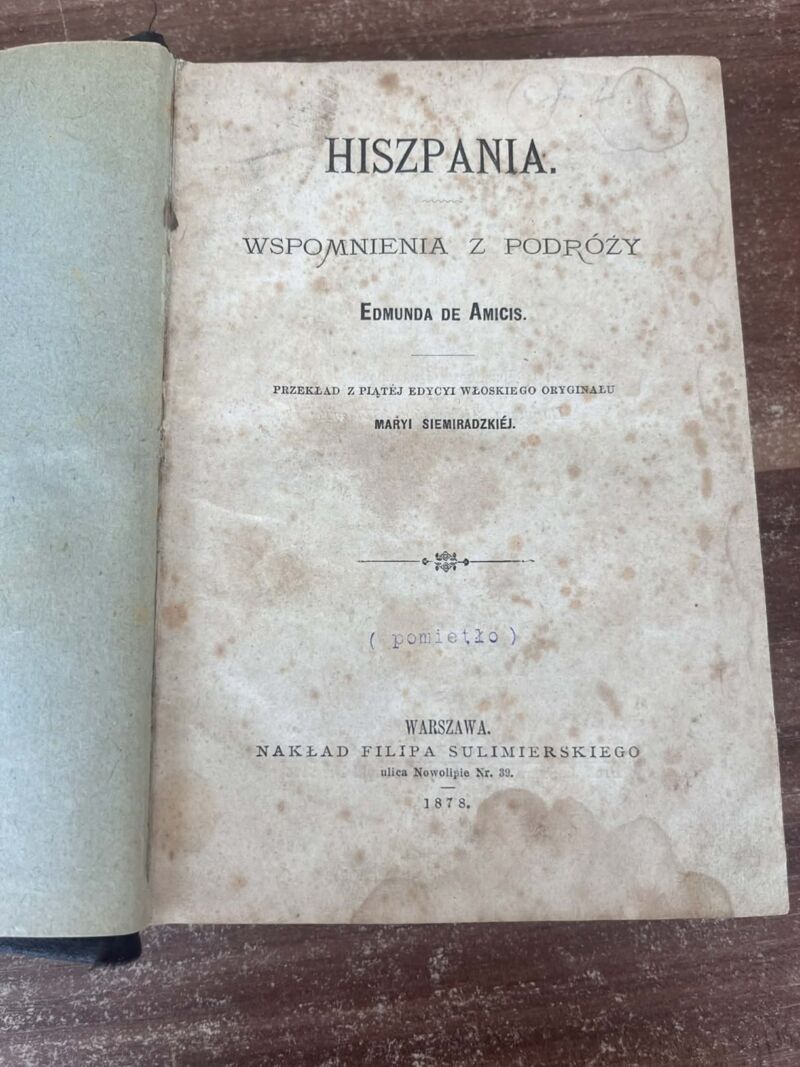 HISZPANIA.
WSPOMNIENIA Z PODRÓŻY
EDMUNDA DE AMICIS.
PRZEKŁAD Z PIĄTÉJ EDYCYI WŁOSKIEGO ORYGINAŁU
MARYI SIEMIRADZKIÉJ.
( pomietło )
WARSZAWA.
NAKŁAD FILIPA SULIMIERSKIEGO
ulica Nowolipie Nr. 39.
1878.